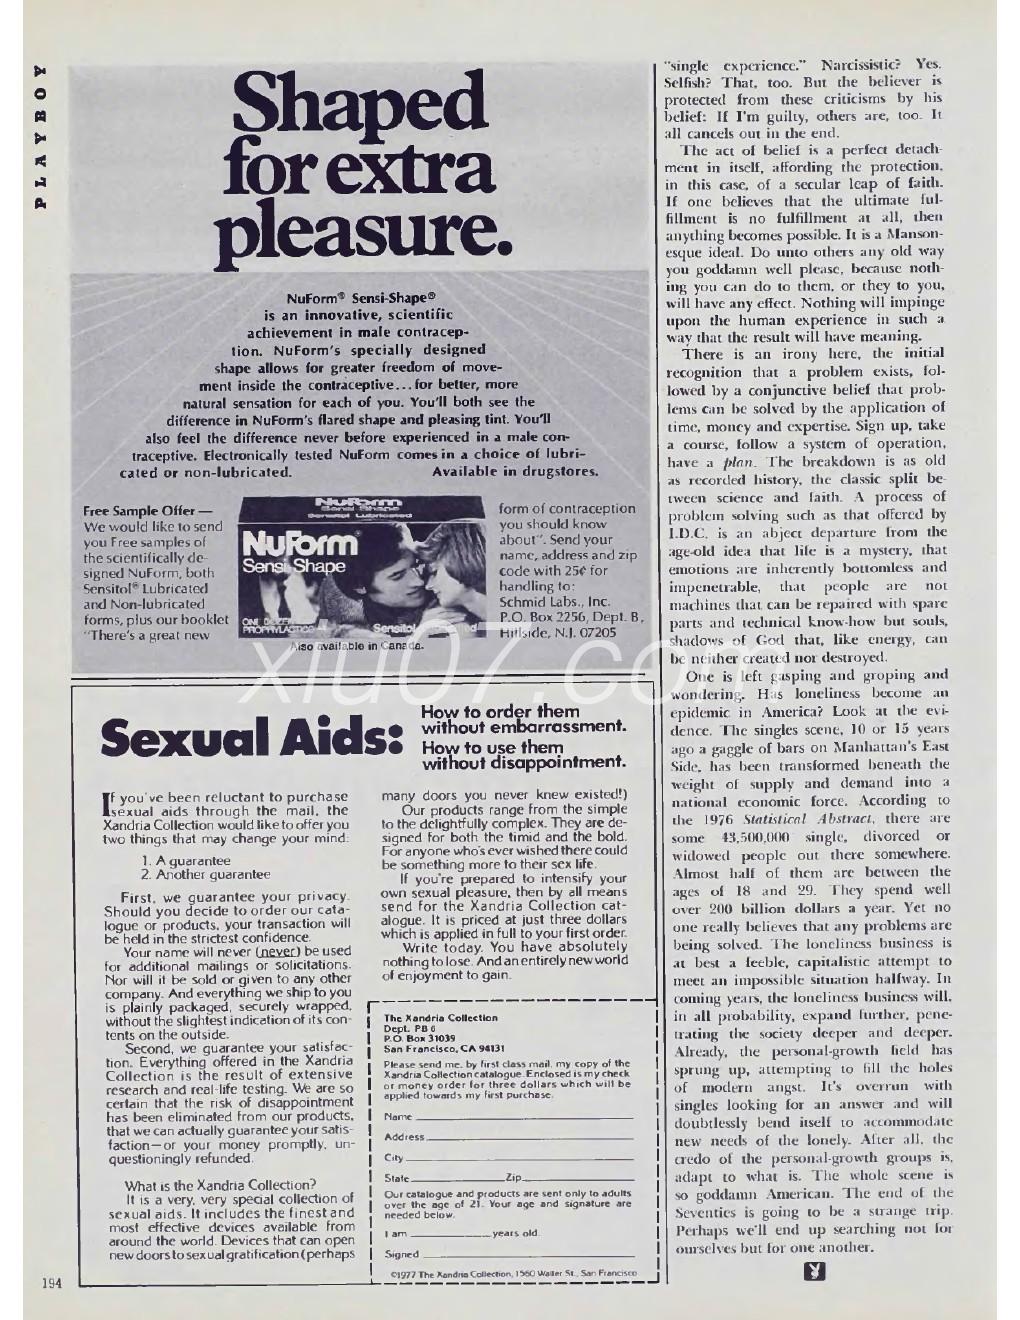 PLAYBOY
Shaped
for extra
pleasure.
NuForm® Sensi-Shape®
is an innovative, scientific
achievement in male contracep-
tion. NuForm's specially designed
shape allows for greater freedom of move-
ment inside the contraceptive...for better, more
natural sensation for each of you. You'll both see the
difference in NuForm's flared shape and pleasing tint. You'll
also feel the difference never before experienced in a male con-
traceptive. Electronically tested NuForm comes in a choice of lubri-
cated or non-lubricated. Available in drugstores.
Free Sample Offer —
We would like to send
you Free samples of
the scientifically de-
signed NuForm, both
Sensitol® Lubricated
and Non-lubricated
forms, plus our booklet
"There's a great new
NuForm
Sensi Shape
Sensitol Lubricated
NuForm®
Sensi Shape
ONE DOZEN
PROPHYLACTICS
Sensitol
form of contraception
you should know
about". Send your
name, address and zip
code with 25¢ for
handling to:
Schmid Labs., Inc.
P.O. Box 2256, Dept. B,
Hillside, N.J. 07205
Also available in Canada.
xiu07.com
Sexual Aids:
How to order them
without embarrassment.
How to use them
without disappointment.
If you've been reluctant to purchase
sexual aids through the mail, the
Xandria Collection would like to offer you
two things that may change your mind:
1. A guarantee
2. Another guarantee
First, we guarantee your privacy.
Should you decide to order our cata-
logue or products, your transaction will
be held in the strictest confidence.
Your name will never (never) be used
for additional mailings or solicitations.
Nor will it be sold or given to any other
company. And everything we ship to you
is plainly packaged, securely wrapped,
without the slightest indication of its con-
tents on the outside.
Second, we guarantee your satisfac-
tion. Everything offered in the Xandria
Collection is the result of extensive
research and real-life testing. We are so
certain that the risk of disappointment
has been eliminated from our products,
that we can actually guarantee your satis-
faction—or your money promptly, un-
questioningly refunded.
What is the Xandria Collection?
It is a very, very special collection of
sexual aids. It includes the finest and
most effective devices available from
around the world. Devices that can open
new doors to sexual gratification (perhaps
many doors you never knew existed!)
Our products range from the simple
to the delightfully complex. They are de-
signed for both the timid and the bold.
For anyone who's ever wished there could
be something more to their sex life.
If you're prepared to intensify your
own sexual pleasure, then by all means
send for the Xandria Collection cat-
alogue. It is priced at just three dollars
which is applied in full to your first order.
Write today. You have absolutely
nothing to lose. And an entirely new world
of enjoyment to gain.
The Xandria Collection
Dept. PB 6
P.O. Box 31039
San Francisco, CA 94131
Please send me, by first class mail, my copy of the
Xandria Collection catalogue. Enclosed is my check
or money order for three dollars which will be
applied towards my first purchase.
Name
Address
City
State Zip
Our catalogue and products are sent only to adults
over the age of 21. Your age and signature are
needed below.
I am years old.
Signed
©1977 The Xandria Collection, 1560 Waller St., San Francisco
"single experience." Narcissistic? Yes.
Selfish? That, too. But the believer is
protected from these criticisms by his
belief: If I'm guilty, others are, too. It
all cancels out in the end.
The act of belief is a perfect detach-
ment in itself, affording the protection,
in this case, of a secular leap of faith.
If one believes that the ultimate ful-
fillment is no fulfillment at all, then
anything becomes possible. It is a Manson-
esque ideal. Do unto others any old way
you goddamn well please, because noth-
ing you can do to them, or they to you,
will have any effect. Nothing will impinge
upon the human experience in such a
way that the result will have meaning.
There is an irony here, the initial
recognition that a problem exists, fol-
lowed by a conjunctive belief that prob-
lems can be solved by the application of
time, money and expertise. Sign up, take
a course, follow a system of operation,
have a plan. The breakdown is as old
as recorded history, the classic split be-
tween science and faith. A process of
problem solving such as that offered by
I.D.C. is an abject departure from the
age-old idea that life is a mystery, that
emotions are inherently bottomless and
impenetrable, that people are not
machines that can be repaired with spare
parts and technical know-how but souls,
shadows of God that, like energy, can
be neither created nor destroyed.
One is left gasping and groping and
wondering. Has loneliness become an
epidemic in America? Look at the evi-
dence. The singles scene, 10 or 15 years
ago a gaggle of bars on Manhattan's East
Side, has been transformed beneath the
weight of supply and demand into a
national economic force. According to
the 1976 Statistical Abstract, there are
some 43,500,000 single, divorced or
widowed people out there somewhere.
Almost half of them are between the
ages of 18 and 29. They spend well
over 200 billion dollars a year. Yet no
one really believes that any problems are
being solved. The loneliness business is
at best a feeble, capitalistic attempt to
meet an impossible situation halfway. In
coming years, the loneliness business will,
in all probability, expand further, pene-
trating the society deeper and deeper.
Already, the personal-growth field has
sprung up, attempting to fill the holes
of modern angst. It's overrun with
singles looking for an answer and will
doubtlessly bend itself to accommodate
new needs of the lonely. After all, the
credo of the personal-growth groups is,
adapt to what is. The whole scene is
so goddamn American. The end of the
Seventies is going to be a strange trip.
Perhaps we'll end up searching not for
ourselves but for one another.
194